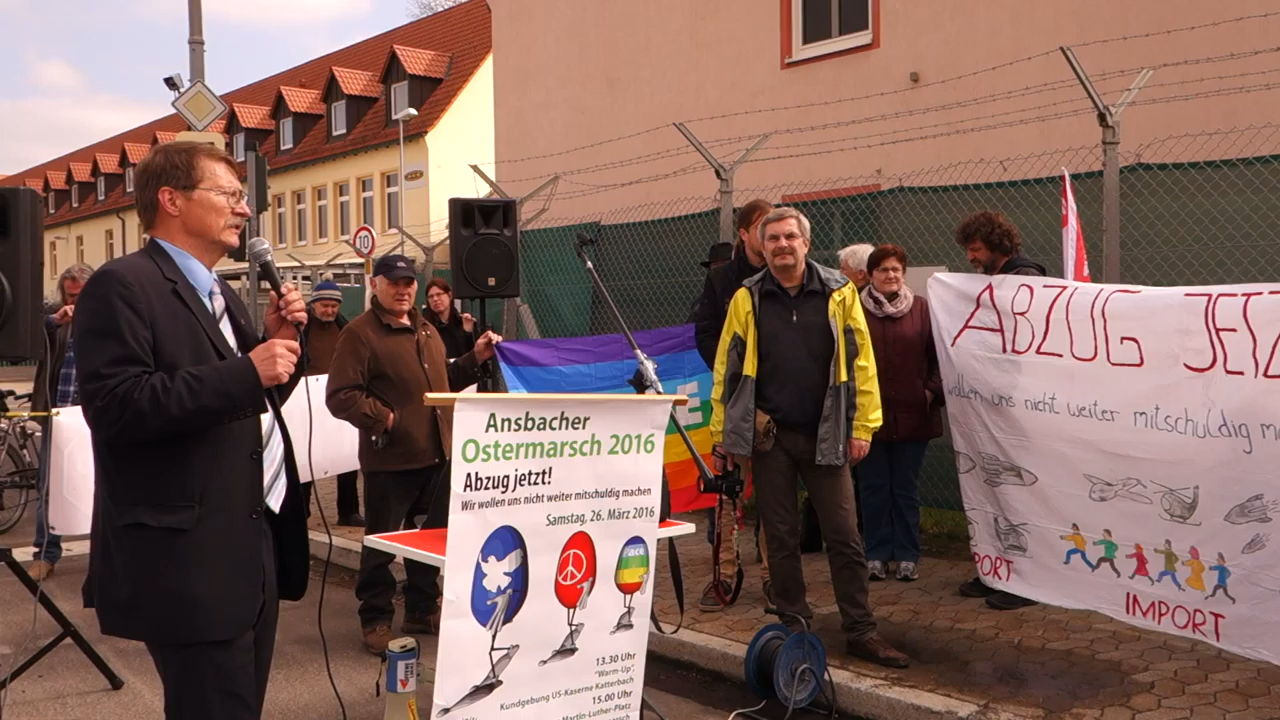 10
Ansbacher
Ostermarsch 2016
Abzug jetzt!
Wir wollen uns nicht weiter mitschuldig machen
Samstag, 26. März 2016
13.30 Uhr
"Warm-Up",
Kundgebung US-Kaserne Katterbach
15.00 Uhr
Martin-Luther-Platz
ABZUG JETZ
wollen uns nicht weiter mitschuldig ma
PORT
IMPORT